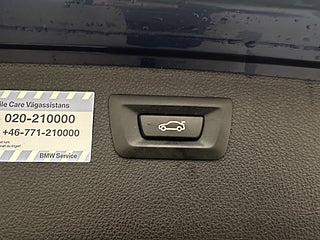 ile Care Vägassistans
020-210000
+46-771-210000
BMW Service